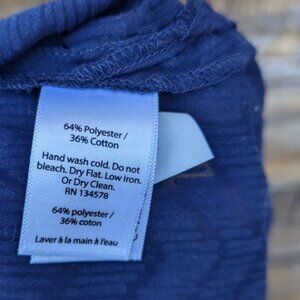 64% Polyester /
36% Cotton
Hand wash cold. Do not
bleach. Dry Flat. Low Iron.
Or Dry Clean.
RN 134578
64% polyester /
36% coton
Laver à la main à l'eau